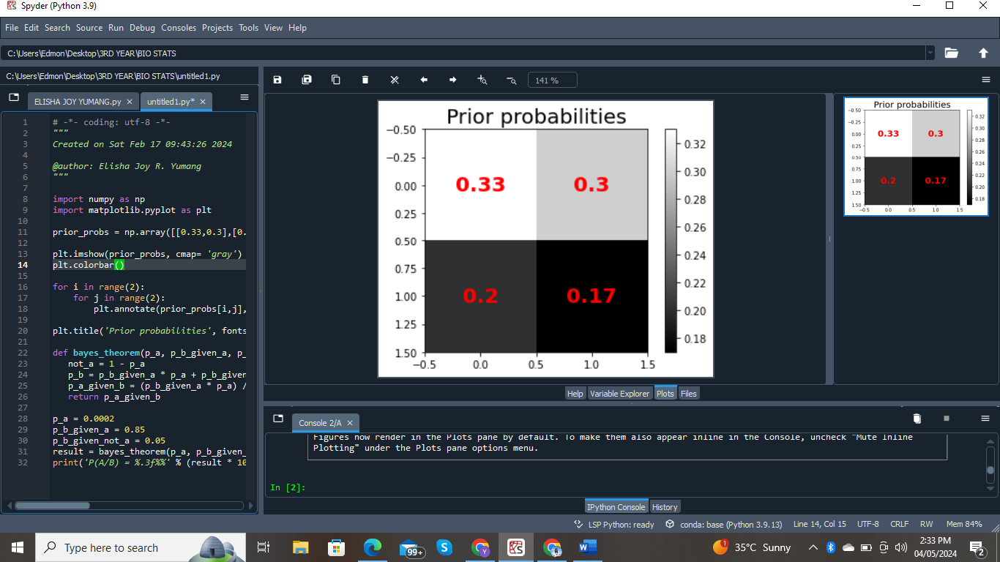 Spyder (Python 3.9)
File Edit Search Source Run Debug Consoles Projects Tools View Help
C:\Users\Edmon\Desktop\3RD YEAR\BIO STATS
C:\Users\Edmon\Desktop\3RD YEAR\BIO STATS\untitled1.py
ELISHA JOY YUMANG.py
untitled1.py*
1 # -*- coding: utf-8 -*-
2 """
3 Created on Sat Feb 17 09:43:26 2024
4
5 @author: Elisha Joy R. Yumang
6 """
7
8 import numpy as np
9 import matplotlib.pyplot as plt
10
11 prior_probs = np.array([[0.33,0.3],[0.
12
13 plt.imshow(prior_probs, cmap= 'gray')
14 plt.colorbar()
15
16 for i in range(2):
17 for j in range(2):
18 plt.annotate(prior_probs[i,j],
19
20 plt.title('Prior probabilities', fonts
21
22 def bayes_theorem(p_a, p_b_given_a, p_
23 not_a = 1 - p_a
24 p_b = p_b_given_a * p_a + p_b_given
25 p_a_given_b = (p_b_given_a * p_a) /
26 return p_a_given_b
27
28 p_a = 0.0002
29 p_b_given_a = 0.85
30 p_b_given_not_a = 0.05
31 result = bayes_theorem(p_a, p_b_given_
32 print('P(A/B) = %.3f%%' % (result * 10
141 %
Prior probabilities
−0.50
−0.25
0.00
0.25
0.50
0.75
1.00
1.25
1.50
−0.5 0.0 0.5 1.0 1.5
0.33 0.3
0.2 0.17
0.32
0.30
0.28
0.26
0.24
0.22
0.20
0.18
Prior probabilities
−0.50
−0.25
0.00
0.25
0.50
0.75
1.00
1.25
1.50
−0.5 0.0 0.5 1.0 1.5
0.33 0.3
0.2 0.17
0.32
0.30
0.28
0.26
0.24
0.22
0.20
0.18
Help Variable Explorer Plots Files
Console 2/A
Figures now render in the Plots pane by default. To make them also appear inline in the Console, uncheck "Mute Inline
Plotting" under the Plots pane options menu.
In [2]:
IPython Console History
LSP Python: ready conda: base (Python 3.9.13) Line 14, Col 15 UTF-8 CRLF RW Mem 84%
Type here to search
99+
Y
1
35°C Sunny
2:33 PM
04/05/2024
2